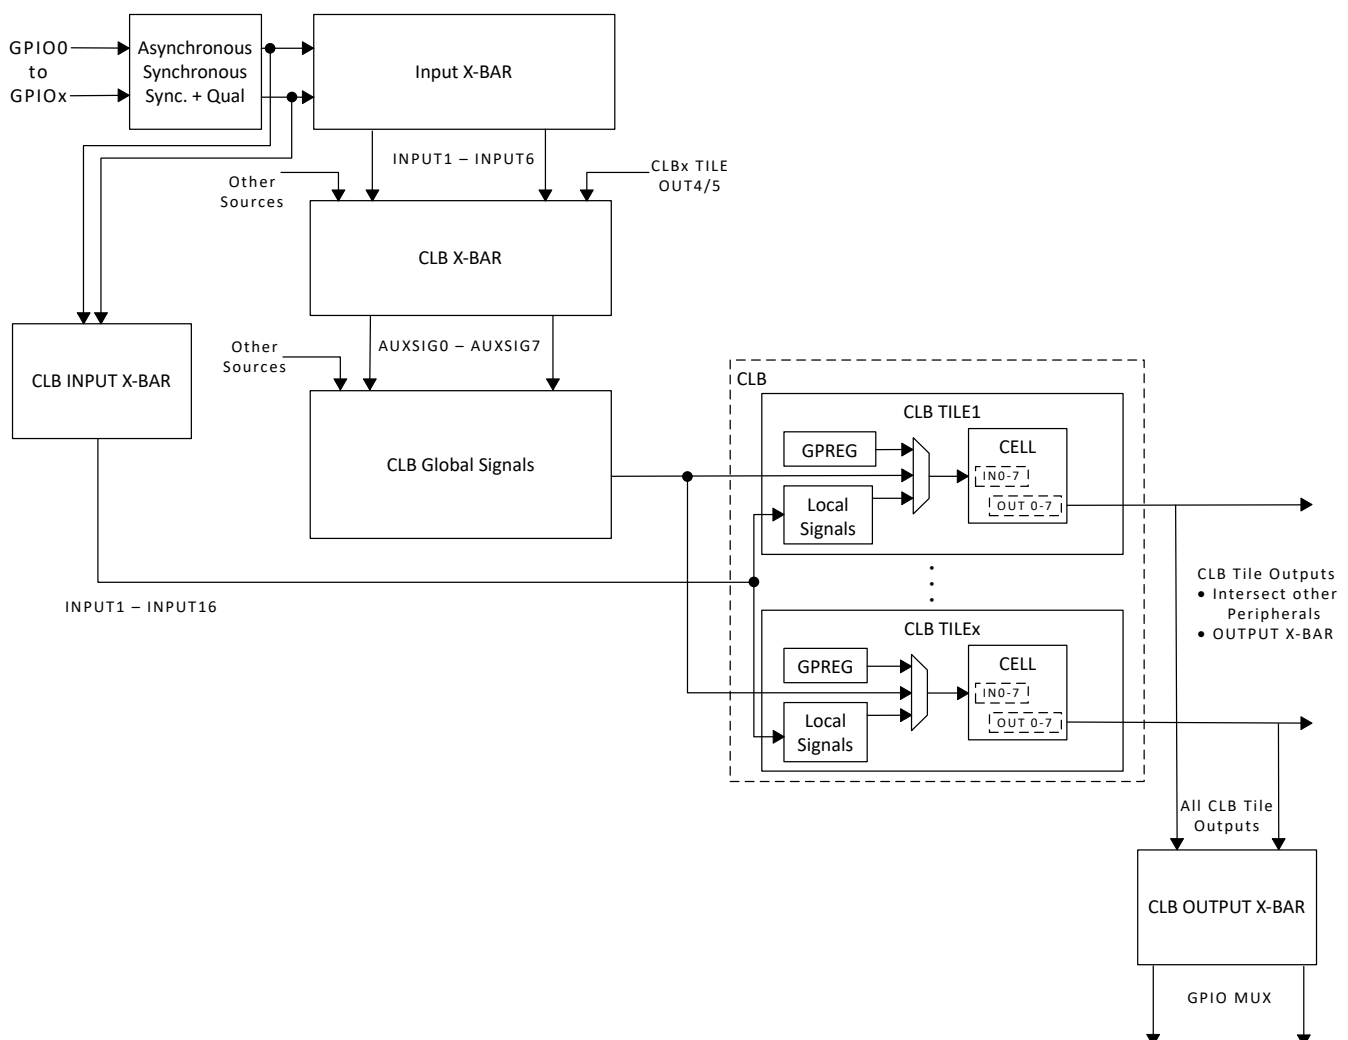 GPIO0
to
GPIOx
Asynchronous
Synchronous
Sync. + Qual
Input X-BAR
INPUT1 – INPUT6
Other
Sources
CLBx TILE
OUT4/5
CLB X-BAR
AUXSIG0 – AUXSIG7
Other
Sources
CLB INPUT X-BAR
CLB Global Signals
INPUT1 – INPUT16
CLB
CLB TILE1
GPREG
Local
Signals
CELL
IN0-7
OUT 0-7
CLB TILEx
GPREG
Local
Signals
CELL
IN0-7
OUT 0-7
CLB Tile Outputs
• Intersect other
Peripherals
• OUTPUT X-BAR
All CLB Tile
Outputs
CLB OUTPUT X-BAR
GPIO MUX